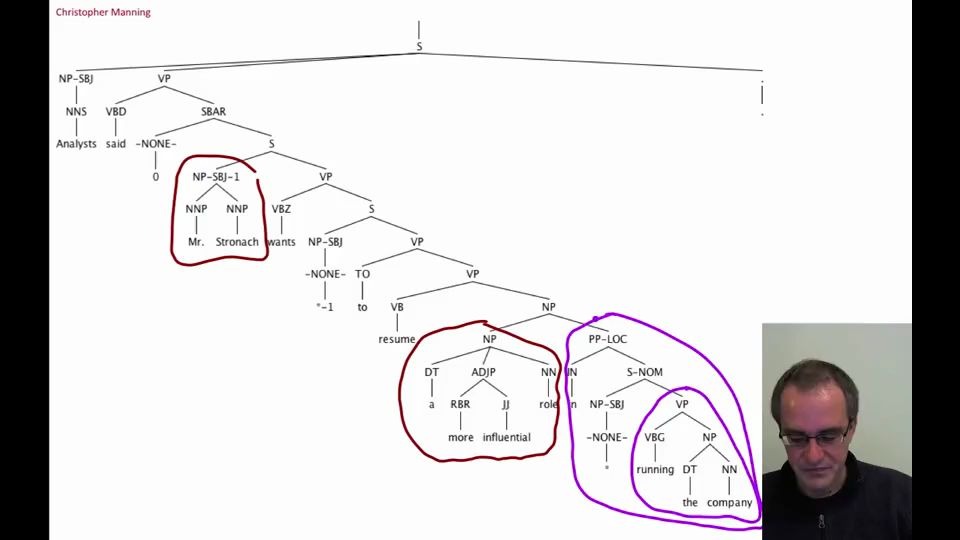 Christopher Manning
S
NP-SBJ VP .
NNS VBD SBAR
Analysts said -NONE- S
0 NP-SBJ-1 VP
NNP NNP VBZ S
Mr. Stronach wants NP-SBJ VP
-NONE- TO VP
*-1 to VB NP
resume NP PP-LOC
DT ADJP NN IN S-NOM
a RBR JJ role in NP-SBJ VP
more influential -NONE- VBG NP
* running DT NN
the company